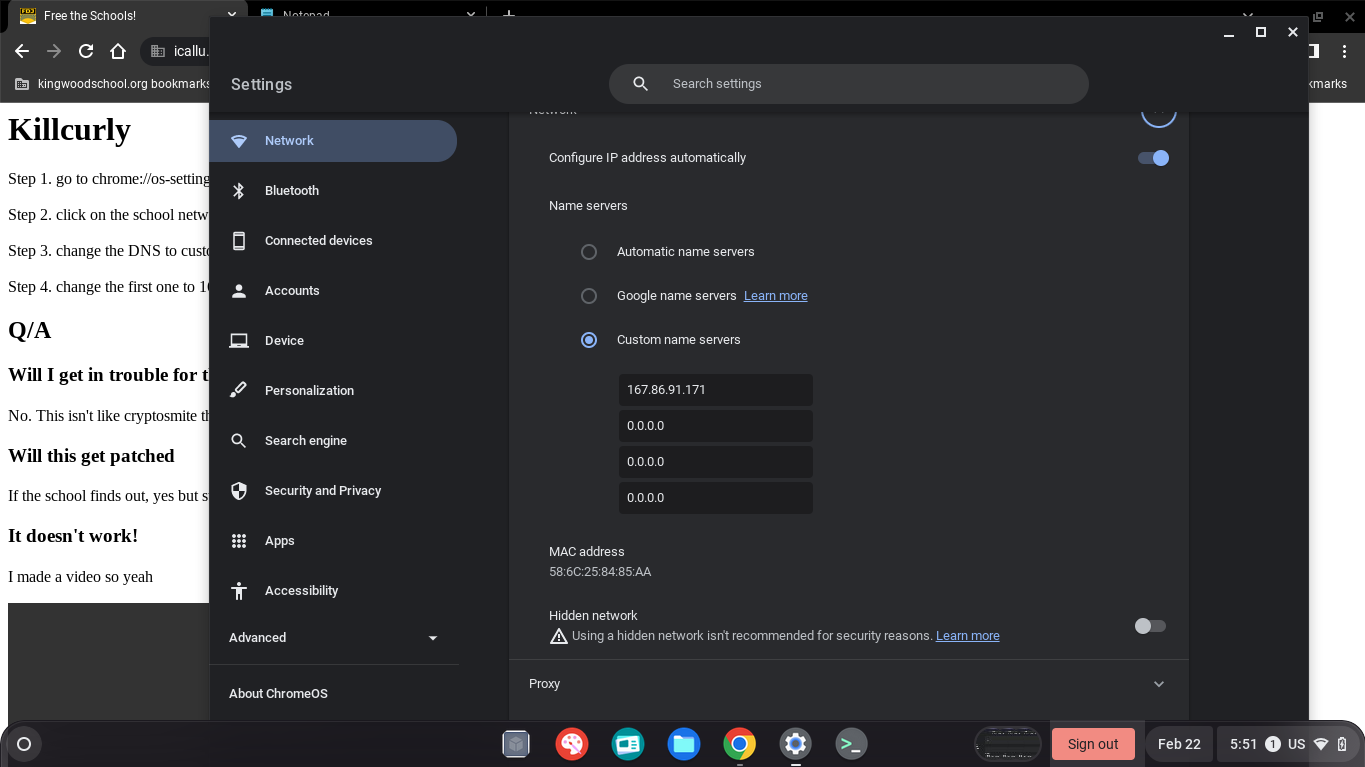 Free the Schools!
Notepad
icallu.
kingwoodschool.org bookmarks
Killcurly
Step 1. go to chrome://os-setting
Step 2. click on the school netw
Step 3. change the DNS to custo
Step 4. change the first one to 16
Q/A
Will I get in trouble for t
No. This isn't like cryptosmite th
Will this get patched
If the school finds out, yes but s
It doesn't work!
I made a video so yeah
Settings
Search settings
Network
Bluetooth
Connected devices
Accounts
Device
Personalization
Search engine
Security and Privacy
Apps
Accessibility
Advanced
About ChromeOS
Network
Configure IP address automatically
Name servers
Automatic name servers
Google name servers Learn more
Custom name servers
167.86.91.171
0.0.0.0
0.0.0.0
0.0.0.0
MAC address
58:6C:25:84:85:AA
Hidden network
Using a hidden network isn't recommended for security reasons. Learn more
Proxy
Sign out
Feb 22
5:51 1 US